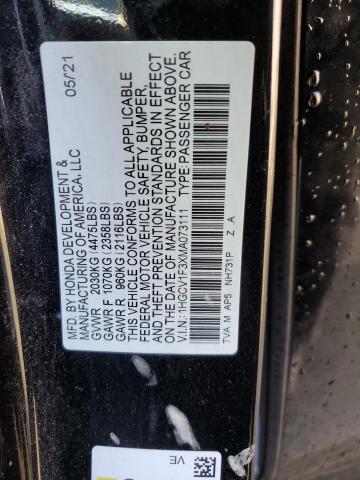 MFD. BY HONDA DEVELOPMENT & 05/21
MANUFACTURING OF AMERICA, LLC
GVWR 2030KG (4475LBS)
GAWR F 1070KG (2358LBS)
GAWR R 960KG (2116LBS)
THIS VEHICLE CONFORMS TO ALL APPLICABLE
FEDERAL MOTOR VEHICLE SAFETY, BUMPER,
AND THEFT PREVENTION STANDARDS IN EFFECT
ON THE DATE OF MANUFACTURE SHOWN ABOVE.
V.I.N.:1HGCV1F3XMA073111 TYPE-PASSENGER CAR
TVA M AP5 NH731P Z A
VE